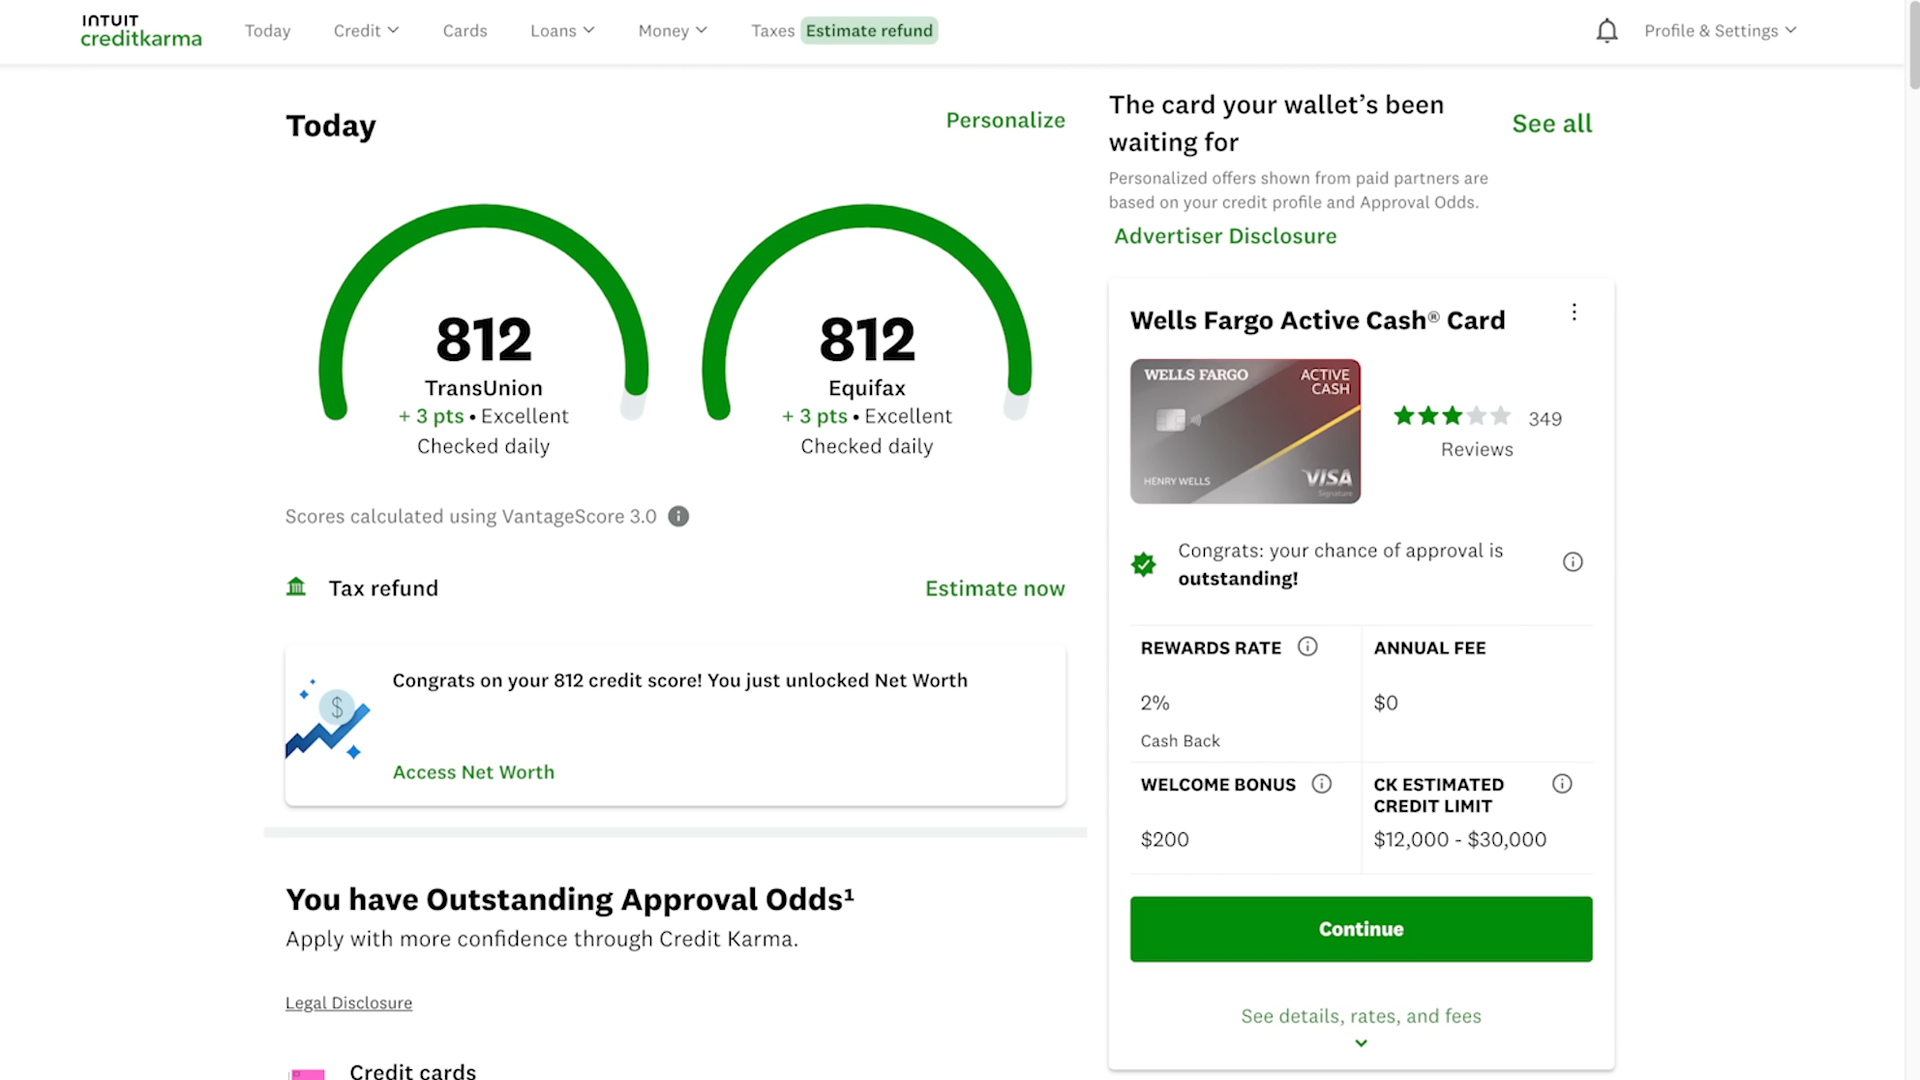 INTUIT
creditkarma
Today
Credit
Cards
Loans
Money
Taxes
Estimate refund
Profile & Settings
Today
Personalize
812
TransUnion
+ 3 pts • Excellent
Checked daily
812
Equifax
+ 3 pts • Excellent
Checked daily
Scores calculated using VantageScore 3.0
Tax refund
Estimate now
$
Congrats on your 812 credit score! You just unlocked Net Worth
Access Net Worth
You have Outstanding Approval Odds¹
Apply with more confidence through Credit Karma.
Legal Disclosure
Credit cards
The card your wallet’s been
waiting for
See all
Personalized offers shown from paid partners are
based on your credit profile and Approval Odds.
Advertiser Disclosure
Wells Fargo Active Cash® Card
WELLS FARGO
ACTIVE
CASH
HENRY WELLS
VISA
Signature
349
Reviews
Congrats: your chance of approval is
outstanding!
REWARDS RATE
2%
Cash Back
ANNUAL FEE
$0
WELCOME BONUS
$200
CK ESTIMATED
CREDIT LIMIT
$12,000 - $30,000
Continue
See details, rates, and fees